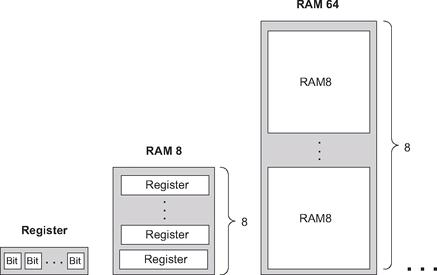 RAM 64
RAM8
RAM 8
8
Register
8
Register
Register
RAM8
Bit Bit ... Bit
Register
...